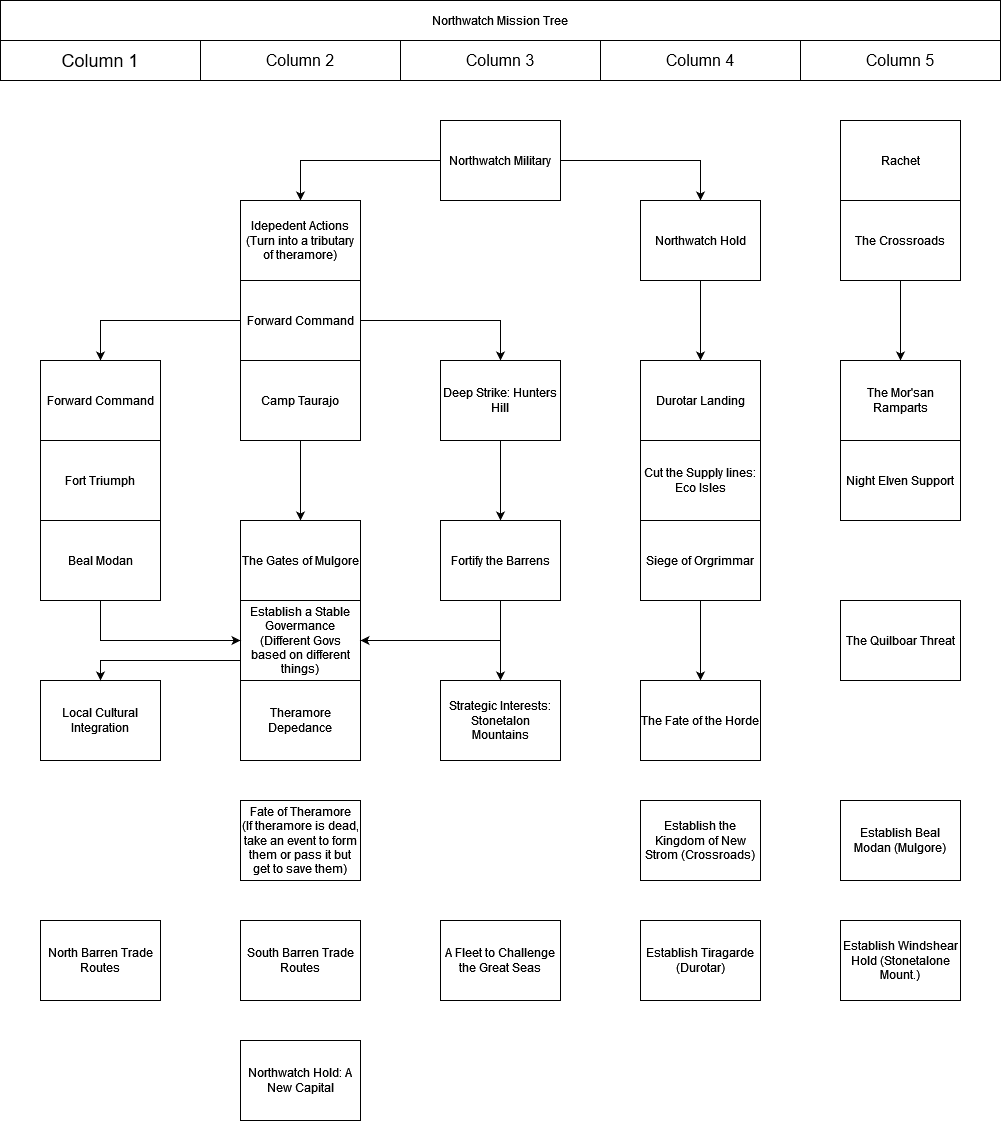 Northwatch Mission Tree
Column 1
Column 2
Column 3
Column 4
Column 5
Northwatch Military
Rachet
Idepedent Actions
(Turn into a tributary
of theramore)
Northwatch Hold
The Crossroads
Forward Command
Forward Command
Camp Taurajo
Deep Strike: Hunters
Hill
Durotar Landing
The Mor'san
Ramparts
Fort Triumph
Cut the Supply lines:
Eco Isles
Night Elven Support
Beal Modan
The Gates of Mulgore
Fortify the Barrens
Siege of Orgrimmar
Establish a Stable
Govermance
(Different Govs
based on different
things)
The Quilboar Threat
Local Cultural
Integration
Theramore
Depedance
Strategic Interests:
Stonetalon
Mountains
The Fate of the Horde
Fate of Theramore
(If theramore is dead,
take an event to form
them or pass it but
get to save them)
Establish the
Kingdom of New
Strom (Crossroads)
Establish Beal
Modan (Mulgore)
North Barren Trade
Routes
South Barren Trade
Routes
A Fleet to Challenge
the Great Seas
Establish Tiragarde
(Durotar)
Establish Windshear
Hold (Stonetalone
Mount.)
Northwatch Hold: A
New Capital